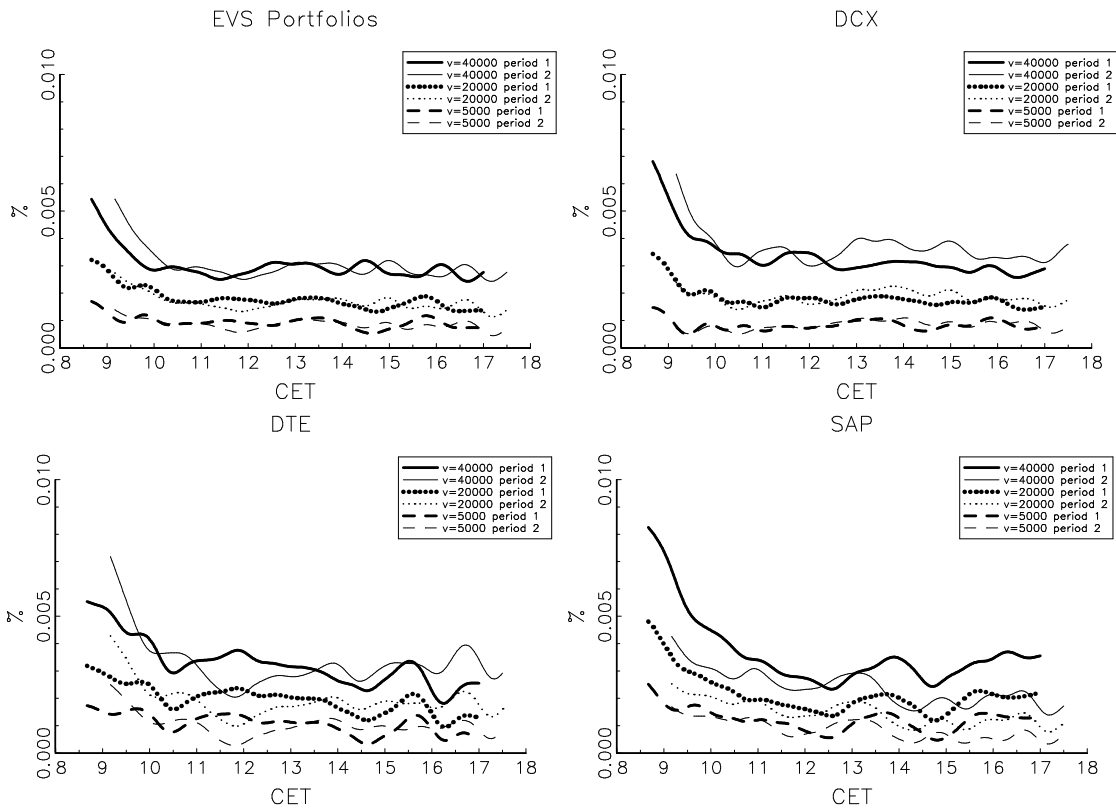 EVS Portfolios
v=40000 period 1
v=40000 period 2
v=20000 period 1
v=20000 period 2
v=5000 period 1
v=5000 period 2
%
0.000 0.005 0.010
8 9 10 11 12 13 14 15 16 17 18
CET
DCX
v=40000 period 1
v=40000 period 2
v=20000 period 1
v=20000 period 2
v=5000 period 1
v=5000 period 2
%
0.000 0.005 0.010
8 9 10 11 12 13 14 15 16 17 18
CET
DTE
v=40000 period 1
v=40000 period 2
v=20000 period 1
v=20000 period 2
v=5000 period 1
v=5000 period 2
%
0.000 0.005 0.010
8 9 10 11 12 13 14 15 16 17 18
CET
SAP
v=40000 period 1
v=40000 period 2
v=20000 period 1
v=20000 period 2
v=5000 period 1
v=5000 period 2
%
0.000 0.005 0.010
8 9 10 11 12 13 14 15 16 17 18
CET